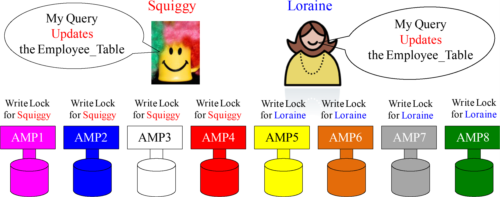 Squiggy
Loraine
My Query
Updates
the Employee_Table
My Query
Updates
the Employee_Table
Write Lock
for Squiggy
Write Lock
for Squiggy
Write Lock
for Squiggy
Write Lock
for Squiggy
Write Lock
for Loraine
Write Lock
for Loraine
Write Lock
for Loraine
Write Lock
for Loraine
AMP1
AMP2
AMP3
AMP4
AMP5
AMP6
AMP7
AMP8